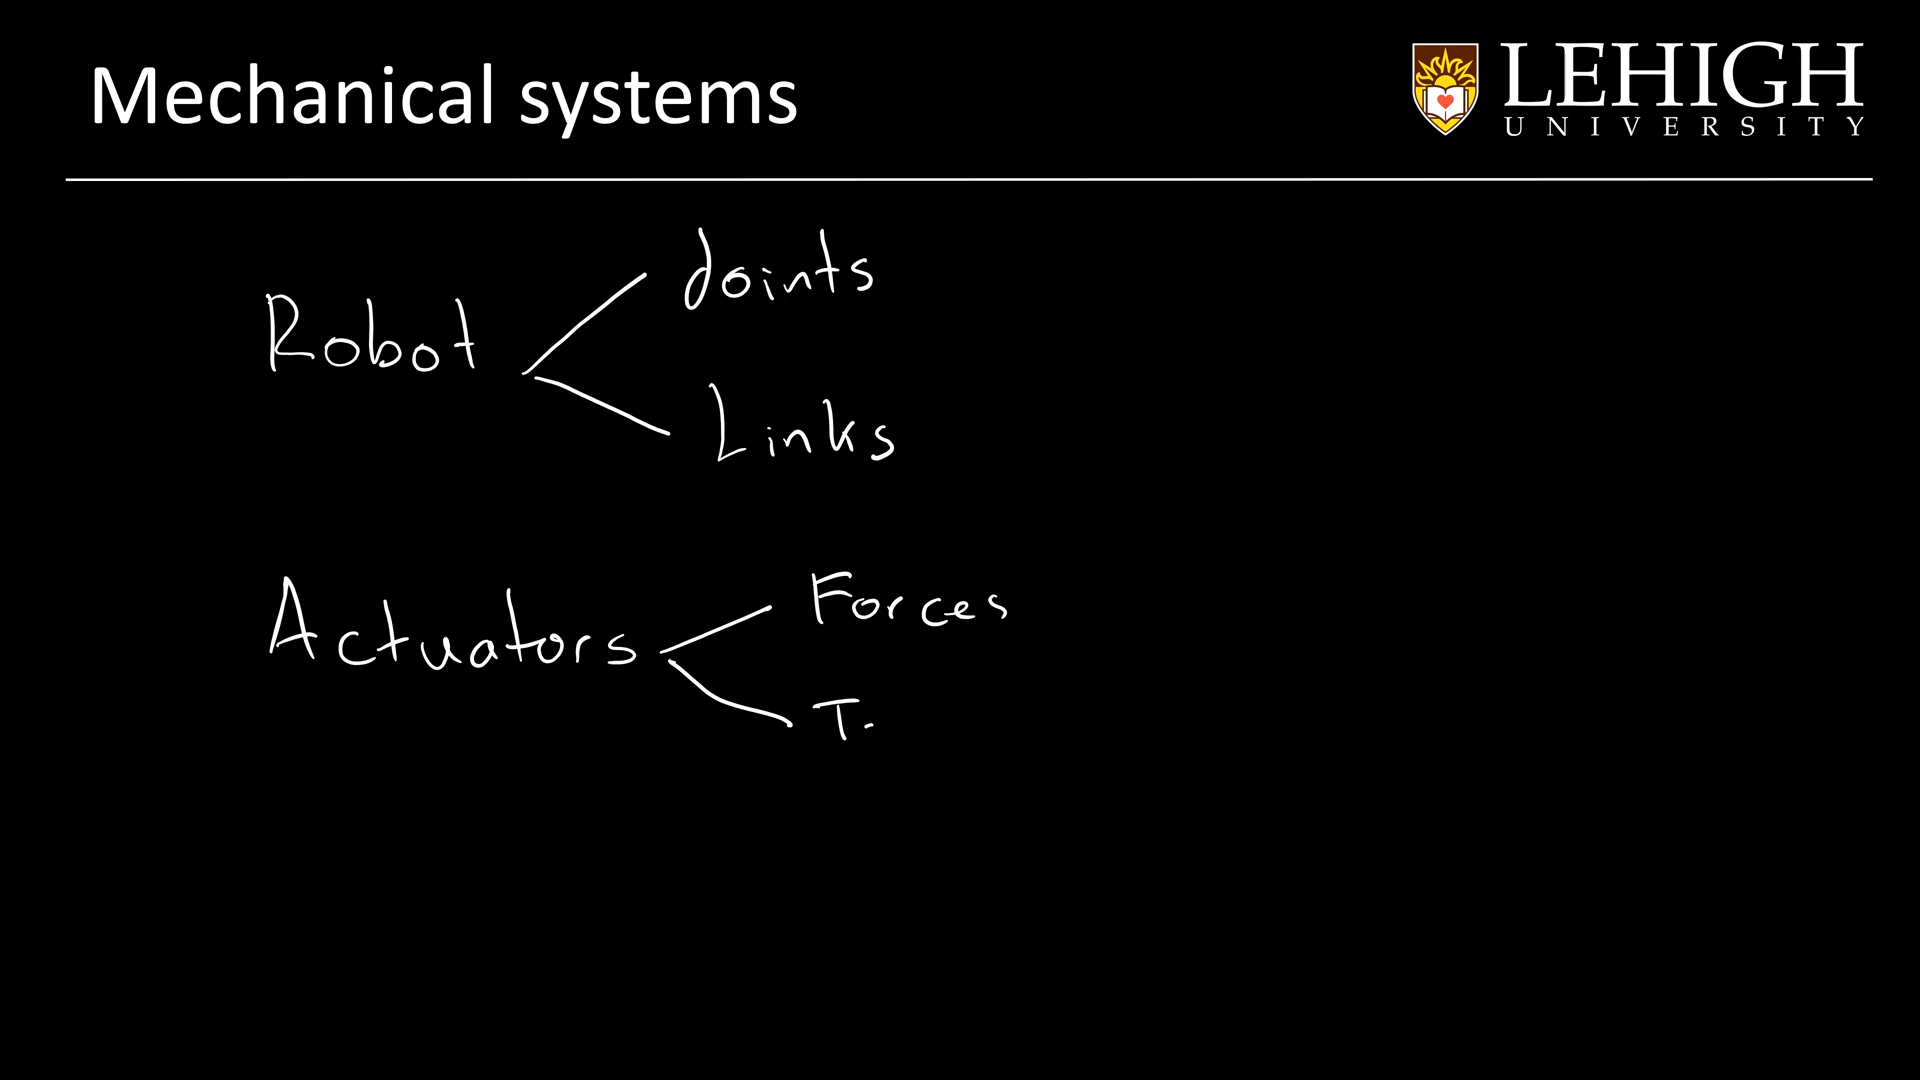 Mechanical systems
LEHIGH
UNIVERSITY
Joints
Robot
Links
Forces
Actuators
T